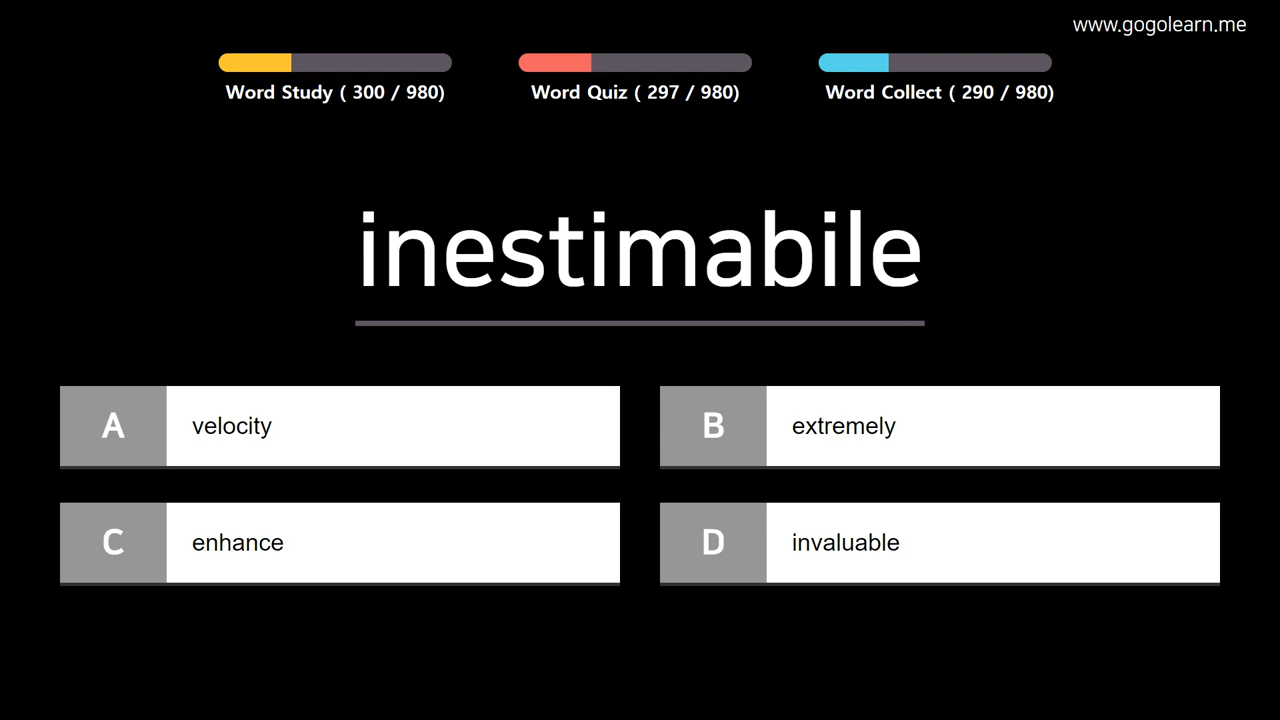 www.gogolearn.me
Word Study ( 300 / 980)
Word Quiz ( 297 / 980)
Word Collect ( 290 / 980)
inestimabile
A velocity
B extremely
C enhance
D invaluable